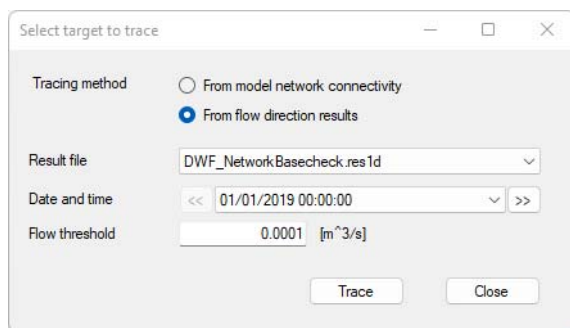 Select target to trace
Tracing method
From model network connectivity
From flow direction results
Result file
DWF_NetworkBasecheck.res1d
Date and time
<< 01/01/2019 00:00:00 >>
Flow threshold
0.0001 [m^3/s]
Trace Close